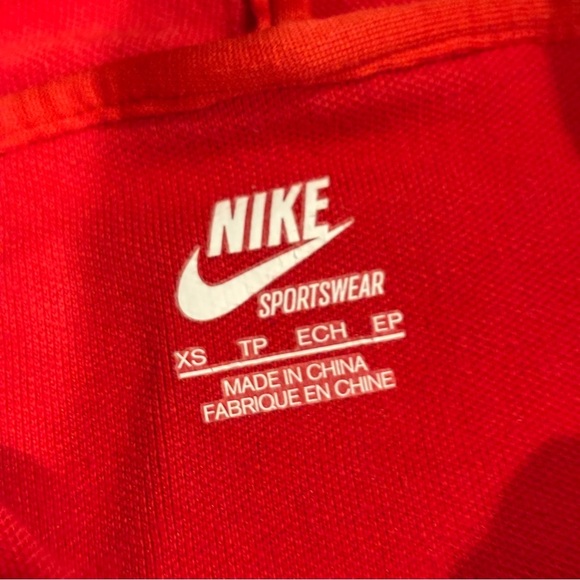 NIKE
SPORTSWEAR
XS TP ECH EP
MADE IN CHINA
FABRIQUE EN CHINE